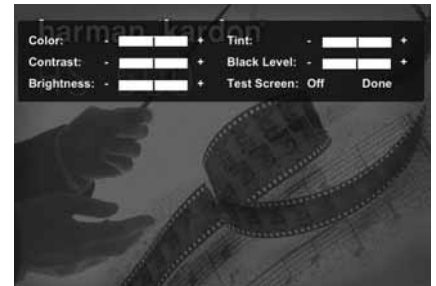 harman kardon
Color: - + Tint: - +
Contrast: - + Black Level: - +
Brightness: - + Test Screen: Off Done